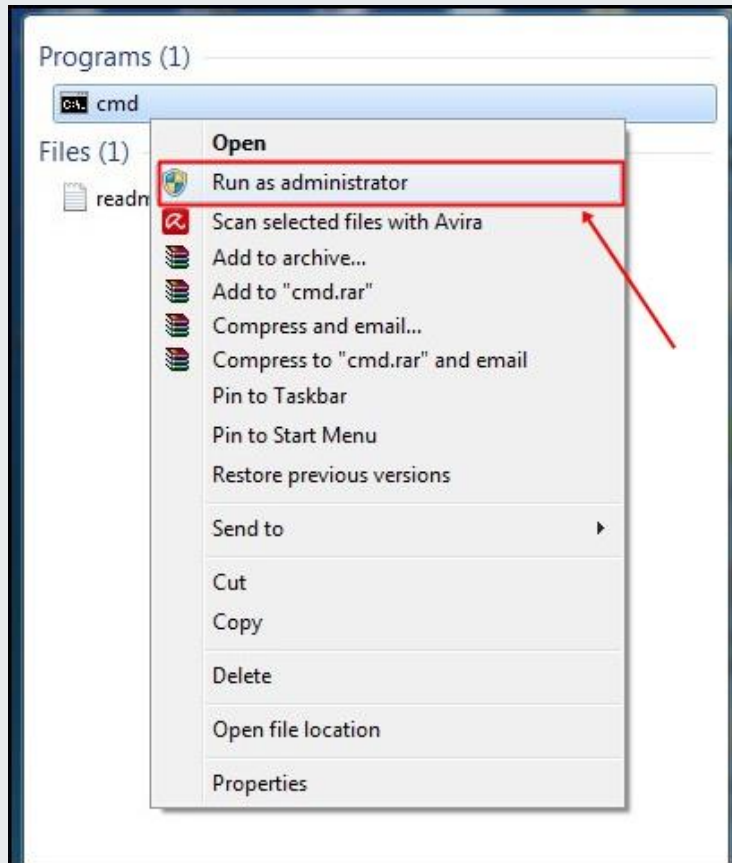 Programs (1)
cmd
Files (1)
readn
Open
Run as administrator
Scan selected files with Avira
Add to archive...
Add to "cmd.rar"
Compress and email...
Compress to "cmd.rar" and email
Pin to Taskbar
Pin to Start Menu
Restore previous versions
Send to
Cut
Copy
Delete
Open file location
Properties